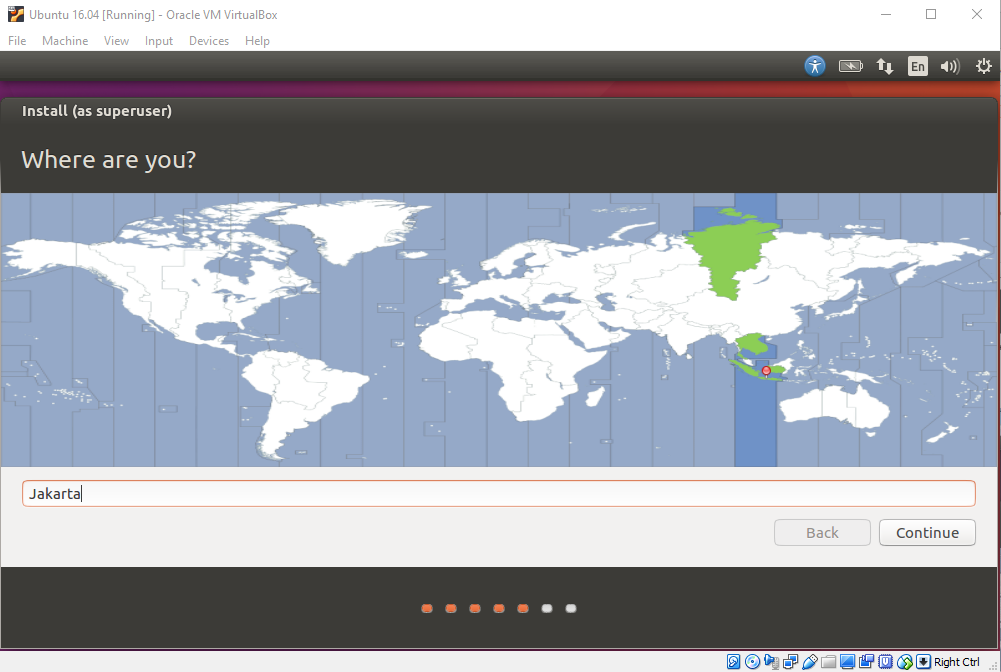 Ubuntu 16.04 [Running] - Oracle VM VirtualBox
File Machine View Input Devices Help
En
Install (as superuser)
Where are you?
Jakarta
Back Continue
Right Ctrl